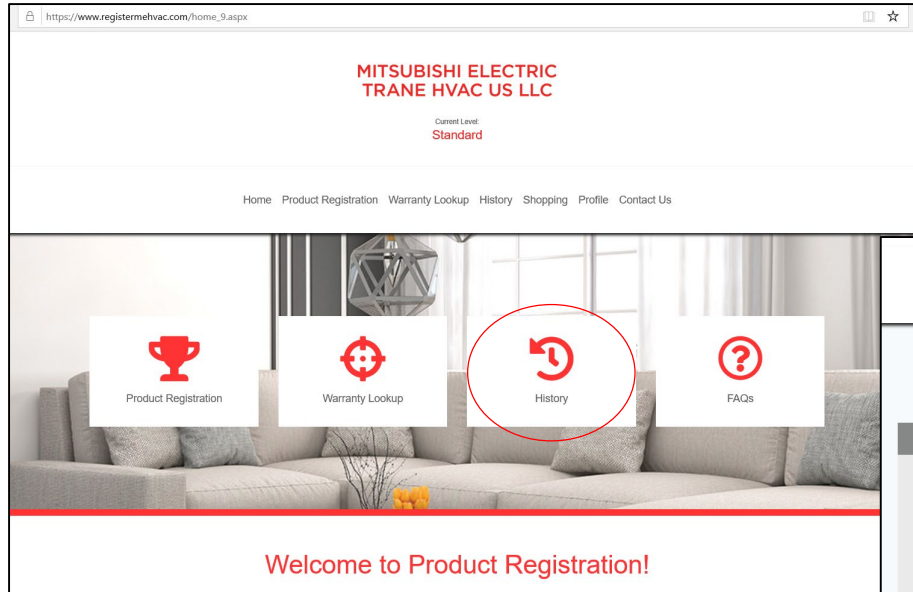 https://www.registermehvac.com/home_9.aspx
MITSUBISHI ELECTRIC
TRANE HVAC US LLC
Current Level:
Standard
Home Product Registration Warranty Lookup History Shopping Profile Contact Us
Product Registration Warranty Lookup History FAQs
Welcome to Product Registration!